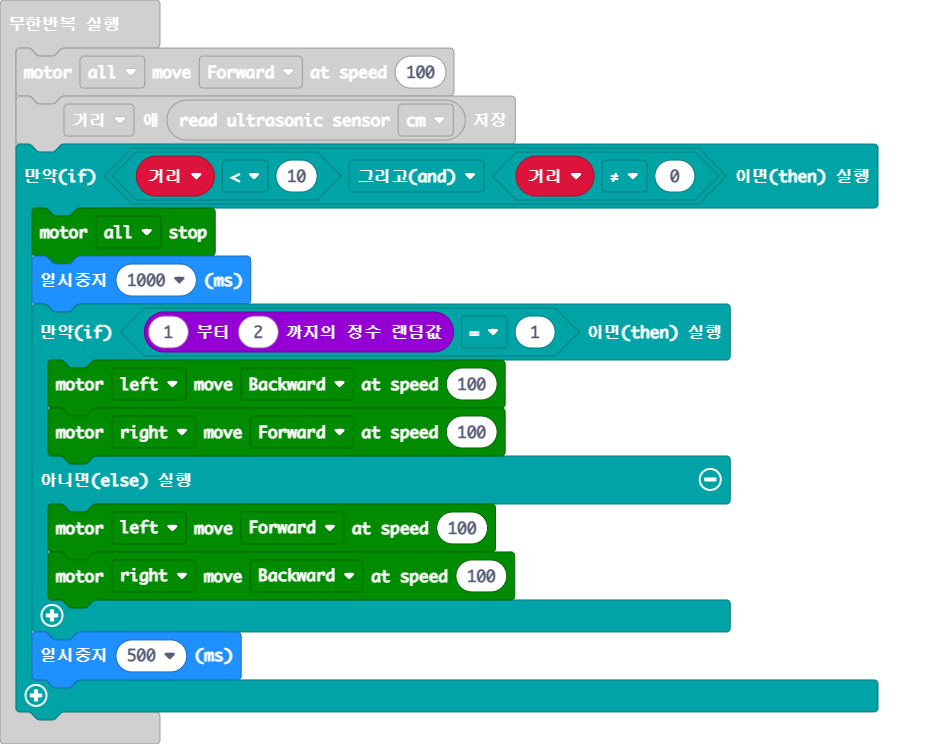 무한반복 실행
motor all move Forward at speed 100
거리 에 read ultrasonic sensor cm 저장
만약(if) 거리 < 10 그리고(and) 거리 ≠ 0 이면(then) 실행
motor all stop
일시중지 1000 (ms)
만약(if) 1 부터 2 까지의 정수 랜덤값 = 1 이면(then) 실행
motor left move Backward at speed 100
motor right move Forward at speed 100
아니면(else) 실행
motor left move Forward at speed 100
motor right move Backward at speed 100
일시중지 500 (ms)